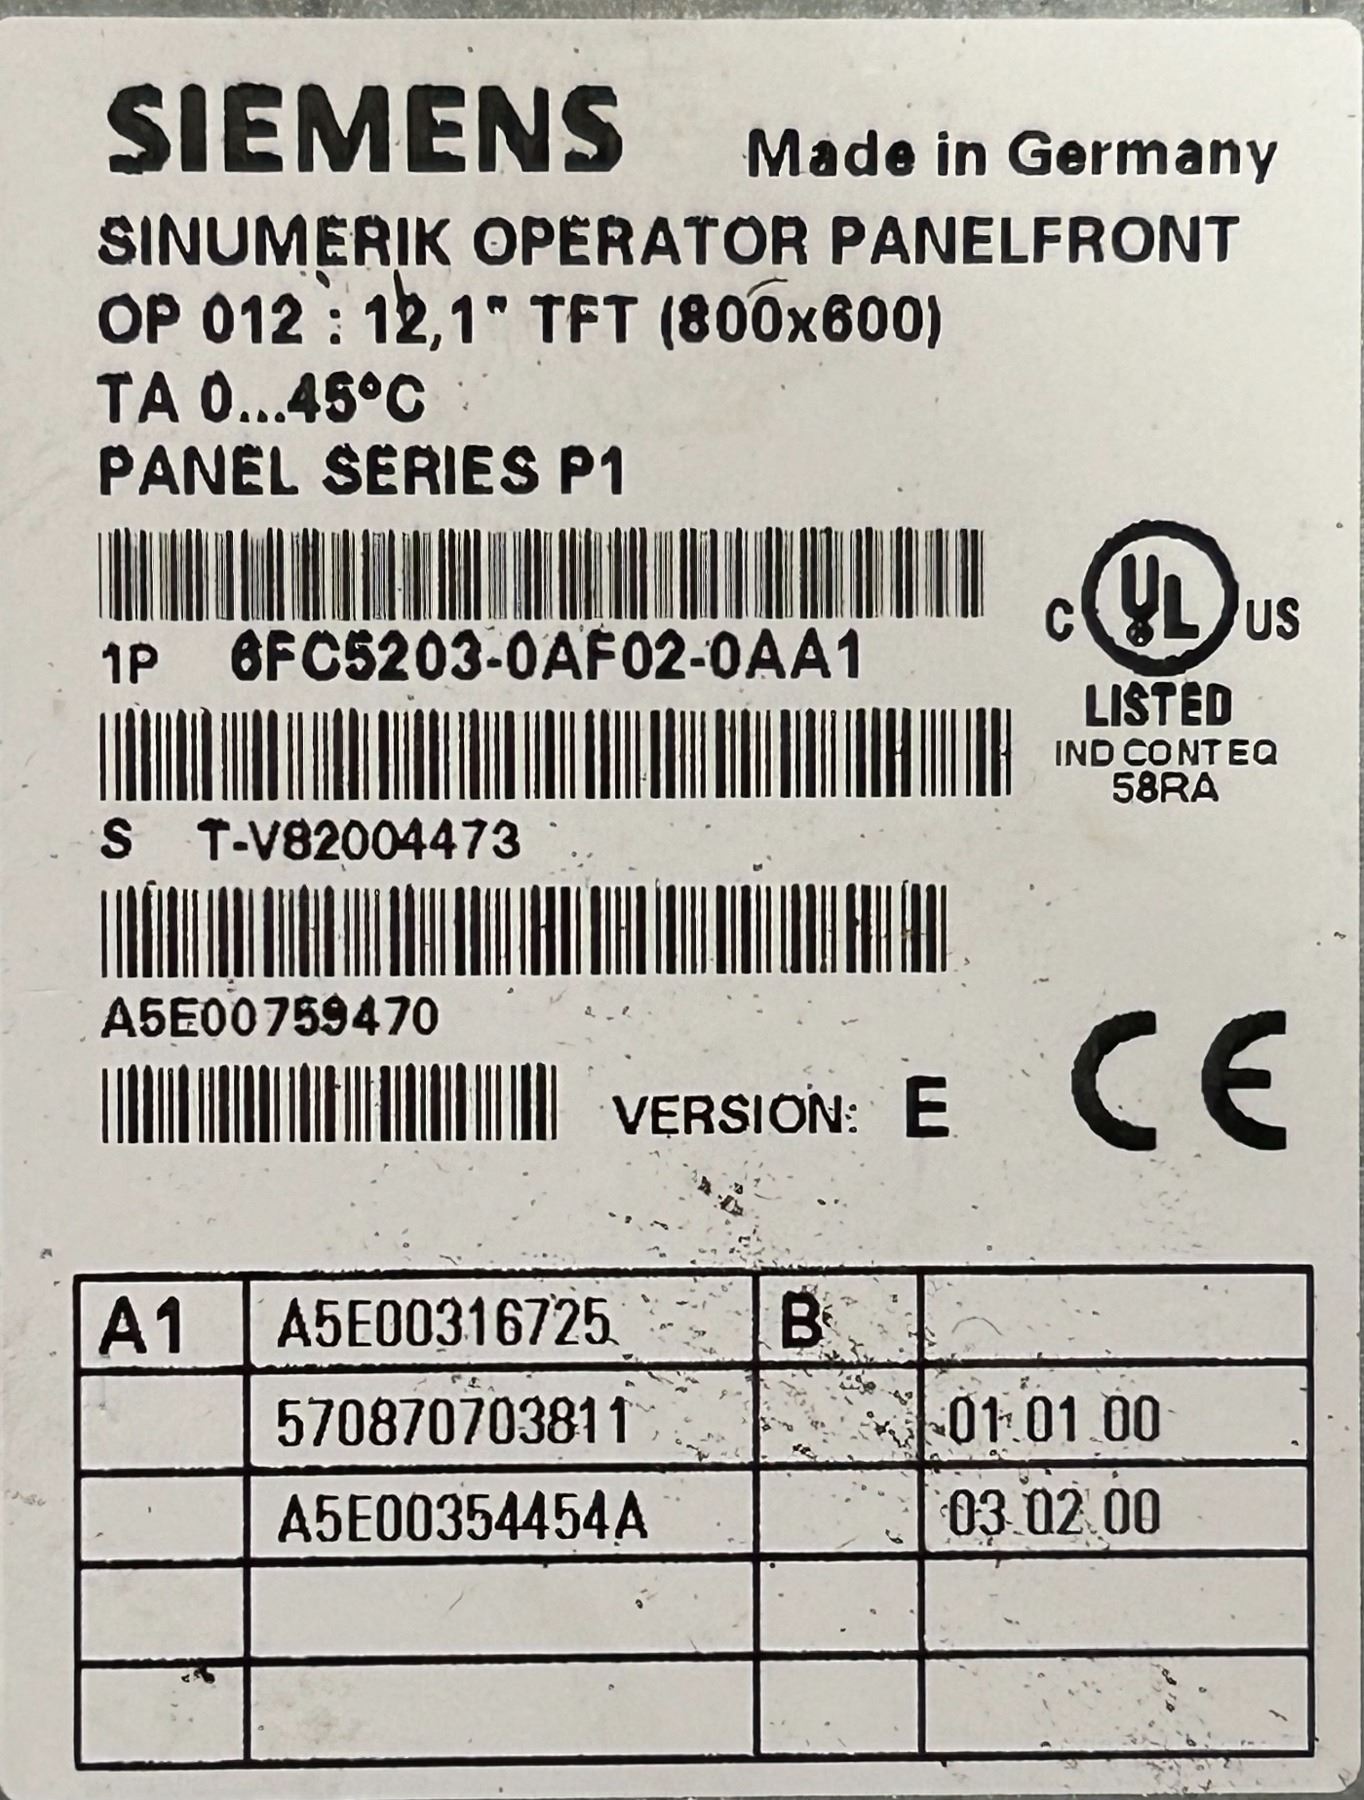 SIEMENS Made in Germany
SINUMERIK OPERATOR PANELFRONT
OP 012 : 12,1" TFT (800x600)
TA 0...45°C
PANEL SERIES P1
1P 6FC5203-0AF02-0AA1
C UL US
LISTED
IND CONT EQ
58RA
S T-V82004473
A5E00759470
VERSION: E
CE
A1 A5E00316725 B
570870703811 01 01 00
A5E00354454A 03 02 00